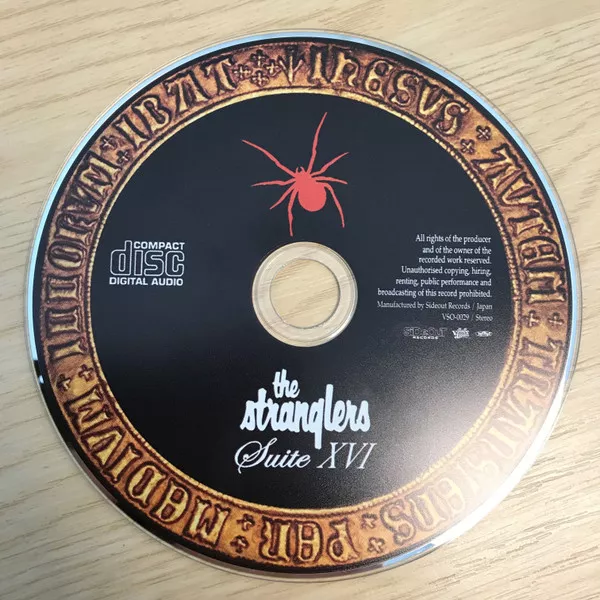 IHESVS AVTEM TRANSIENS PER MEDIVM ILLORVM IBAT
COMPACT
disc
DIGITAL AUDIO
All rights of the producer
and of the owner of the
recorded work reserved.
Unauthorised copying, hiring,
renting, public performance and
broadcasting of this record prohibited.
Manufactured by Sideout Records / Japan
VSO-0029 / Stereo
SIDEOUT
RECORDS
the
stranglers
Suite XVI